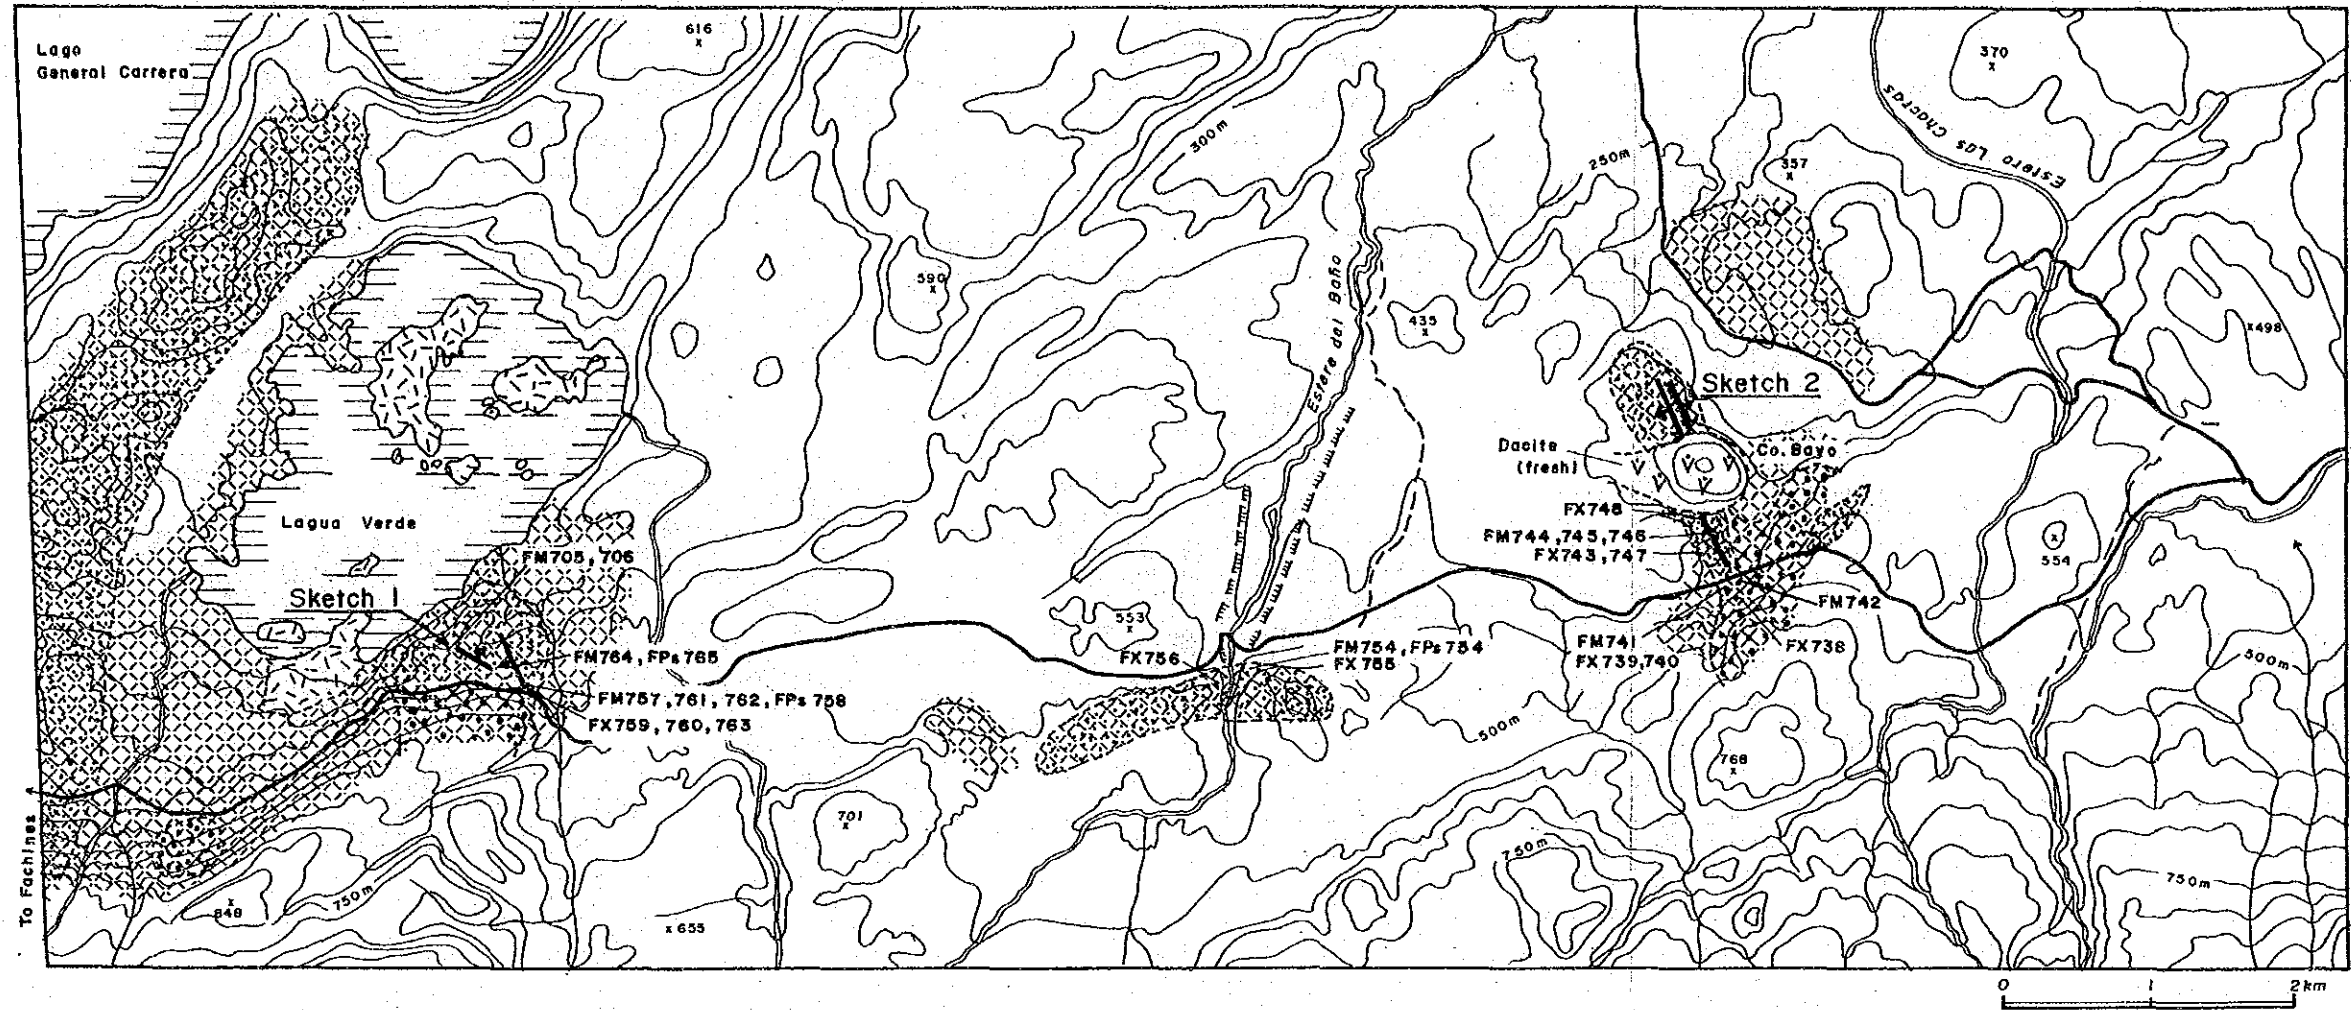 Lago
General Carrera
616
370
Estero Las Chacras
300m
250m
357
590
Estero del Baño
435
x498
Sketch 2
Dacite
(fresh)
Co. Bayo
Lagua Verde
FX748
FM744,745,746
FX743,747
FM705,706
554
Sketch 1
FM742
553
FM764, FPs765
FX756
FM754, FPs754
FX755
FM741
FX739,740
FX738
500m
FM757,761,762, FPs758
FX759,760,763
500m
768
701
To Fachines
750m
848
750m
750m
x 655
0 1 2km